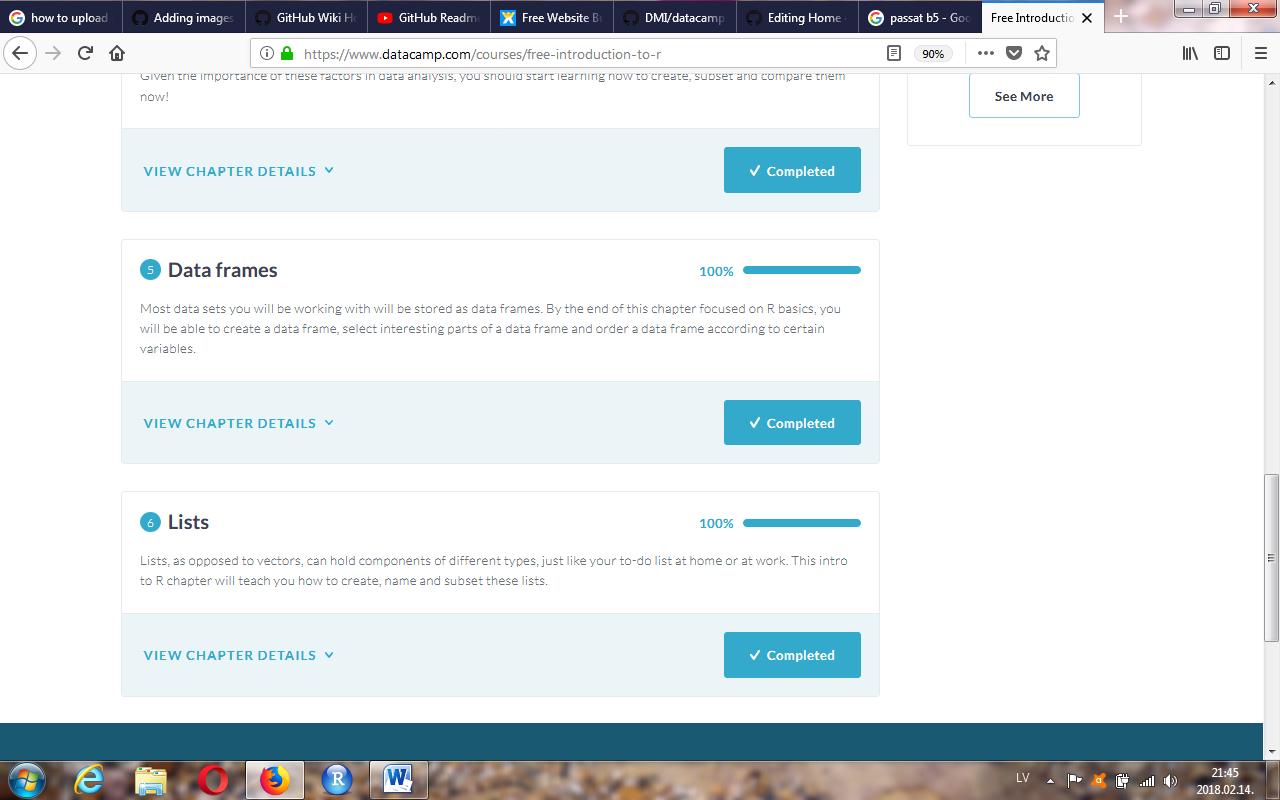 how to upload
Adding images
GitHub Wiki H
GitHub Readm
Free Website B
DMI/datacamp
Editing Home -
passat b5 - Goo
Free Introductio
https://www.datacamp.com/courses/free-introduction-to-r
90%
Given the importance of these factors in data analysis, you should start learning how to create, subset and compare them
now!
See More
VIEW CHAPTER DETAILS
✓ Completed
5 Data frames
100%
Most data sets you will be working with will be stored as data frames. By the end of this chapter focused on R basics, you
will be able to create a data frame, select interesting parts of a data frame and order a data frame according to certain
variables.
VIEW CHAPTER DETAILS
✓ Completed
6 Lists
100%
Lists, as opposed to vectors, can hold components of different types, just like your to-do list at home or at work. This intro
to R chapter will teach you how to create, name and subset these lists.
VIEW CHAPTER DETAILS
✓ Completed
R
W
LV
21:45
2018.02.14.